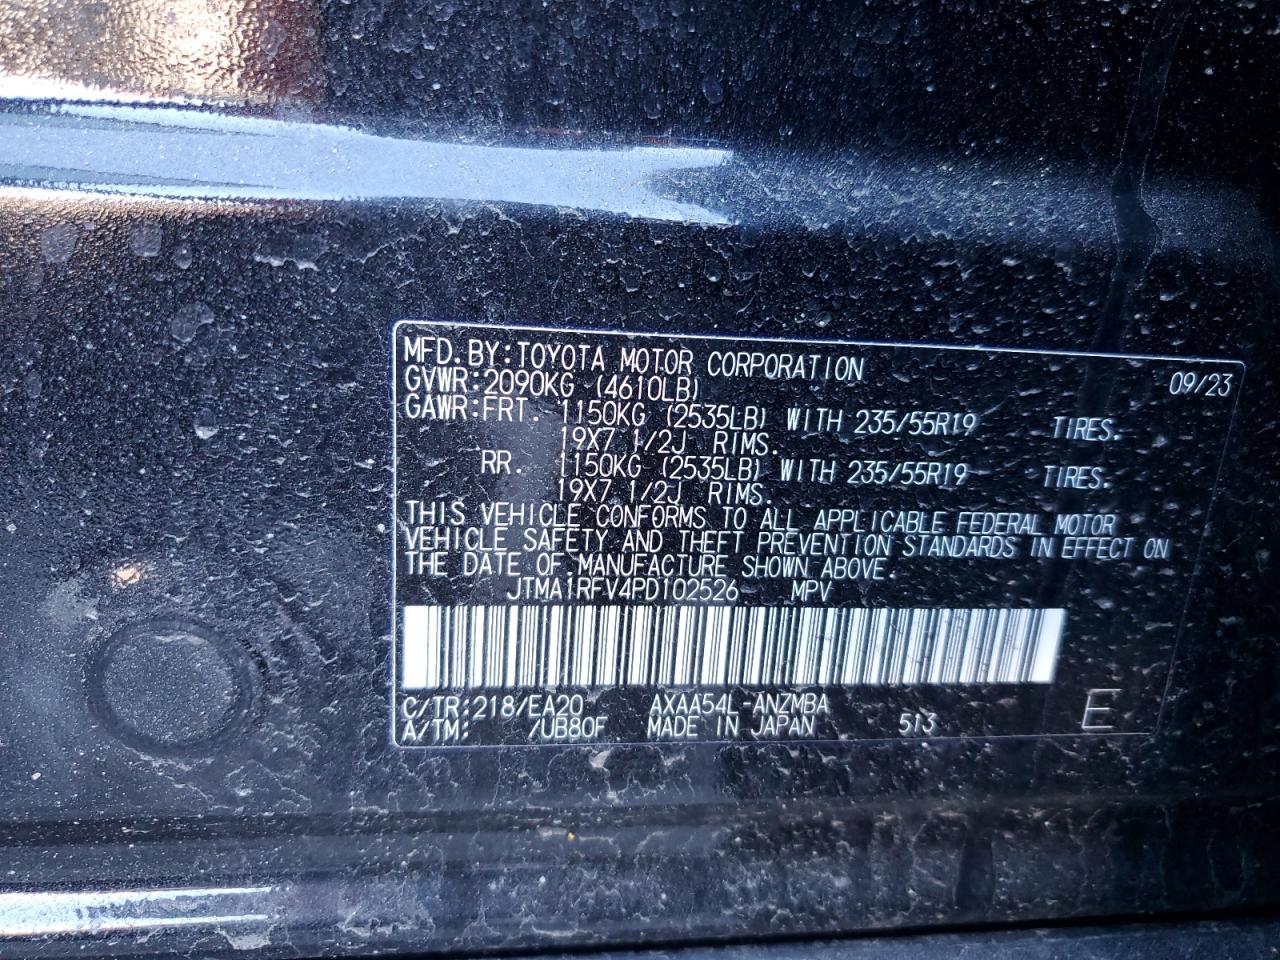 MFD.BY:TOYOTA MOTOR CORPORATION 09/23
GVWR:2090KG (4610LB)
GAWR:FRT. 1150KG (2535LB) WITH 235/55R19 TIRES.
19X7 1/2J RIMS.
RR. 1150KG (2535LB) WITH 235/55R19 TIRES.
19X7 1/2J RIMS.
THIS VEHICLE CONFORMS TO ALL APPLICABLE FEDERAL MOTOR
VEHICLE SAFETY AND THEFT PREVENTION STANDARDS IN EFFECT ON
THE DATE OF MANUFACTURE SHOWN ABOVE.
JTMA1RFV4PD102526 MPV
C/TR:218/EA20 AXAA54L-ANZMBA
A/TM: /UB80F MADE IN JAPAN 513 E